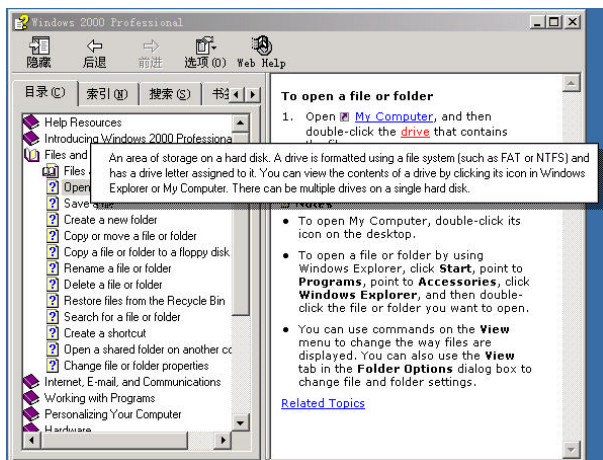 Windows 2000 Professional
隐藏 后退 前进 选项(O) Web Help
目录(C) 索引(N) 搜索(S)
Help Resources
Introducing Windows 2000 Professiona
Files and
Files
Open
Save a file
Create a new folder
Copy or move a file or folder
Copy a file or folder to a floppy disk
Rename a file or folder
Delete a file or folder
Restore files from the Recycle Bin
Search for a file or folder
Create a shortcut
Open a shared folder on another co
Change file or folder properties
Internet, E-mail, and Communications
Working with Programs
Personalizing Your Computer
Hardware
To open a file or folder
1. Open My Computer, and then
double-click the drive that contains
An area of storage on a hard disk. A drive is formatted using a file system (such as FAT or NTFS) and
has a drive letter assigned to it. You can view the contents of a drive by clicking its icon in Windows
Explorer or My Computer. There can be multiple drives on a single hard disk.
Notes
• To open My Computer, double-click its
icon on the desktop.
• To open a file or folder by using
Windows Explorer, click Start, point to
Programs, point to Accessories, click
Windows Explorer, and then double-
click the file or folder you want to open.
• You can use commands on the View
menu to change the way files are
displayed. You can also use the View
tab in the Folder Options dialog box to
change file and folder settings.
Related Topics